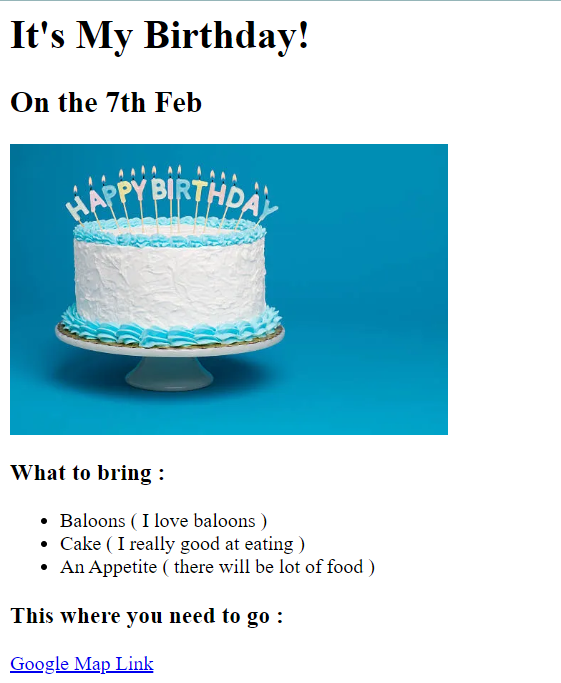 It's My Birthday!
On the 7th Feb
HAPPY BIRTHDAY
What to bring :
Baloons ( I love baloons )
Cake ( I really good at eating )
An Appetite ( there will be lot of food )
This where you need to go :
Google Map Link